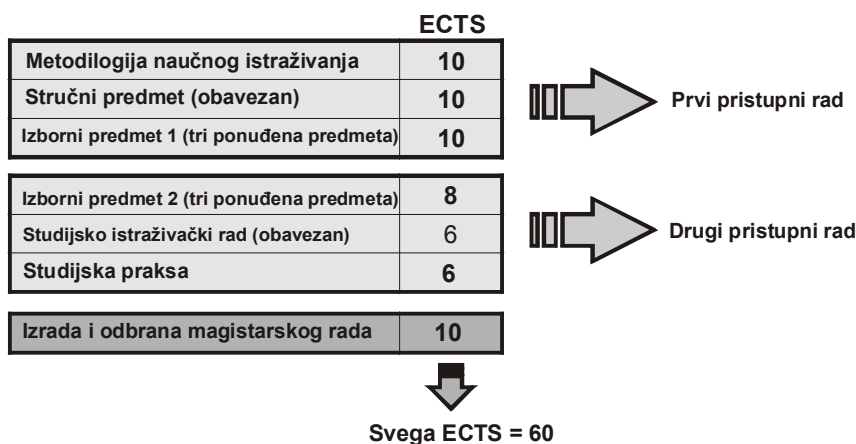 ECTS
Metodilogija naučnog istraživanja 10
Stručni predmet (obavezan) 10
Izborni predmet 1 (tri ponuđena predmeta) 10
Prvi pristupni rad
Izborni predmet 2 (tri ponuđena predmeta) 8
Studijsko istraživački rad (obavezan) 6
Studijska praksa 6
Drugi pristupni rad
Izrada i odbrana magistarskog rada 10
Svega ECTS = 60